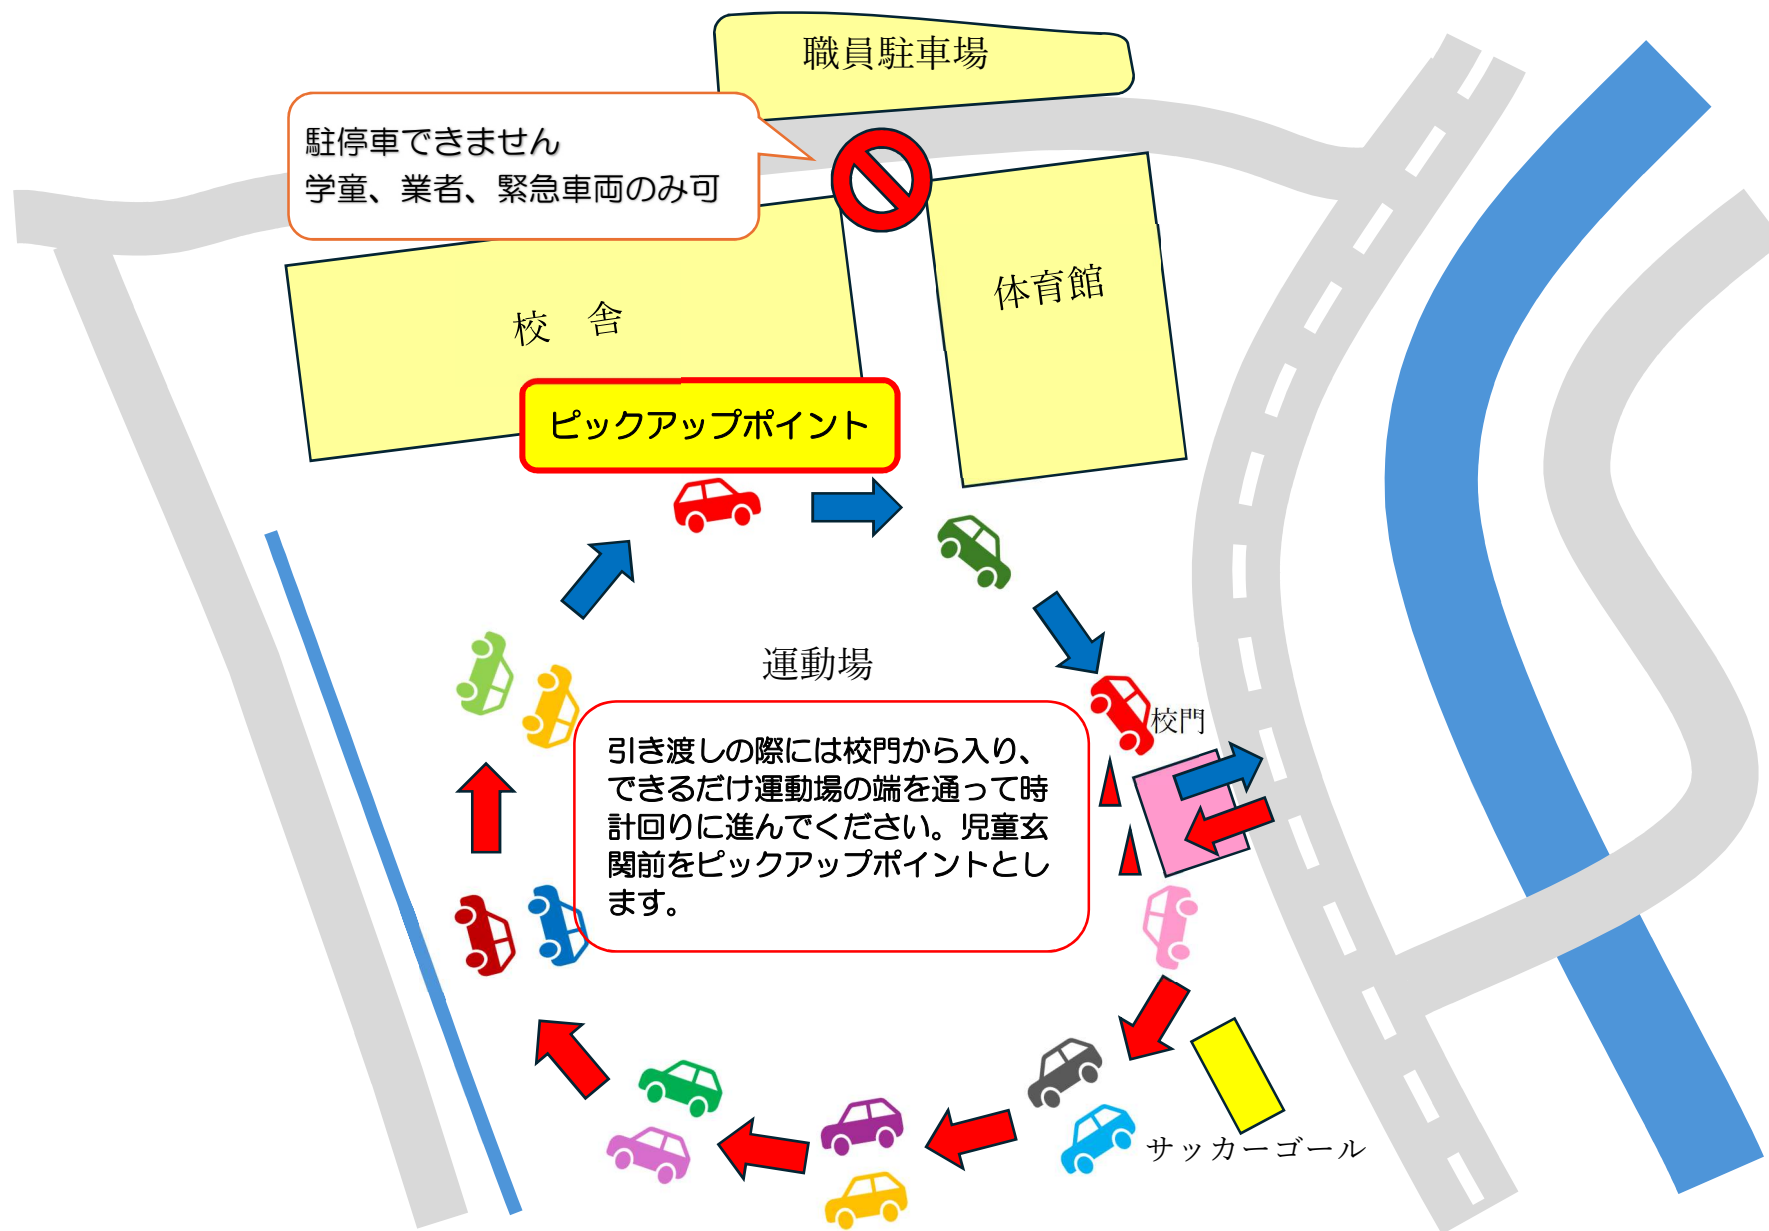 職員駐車場
駐停車できません
学童、業者、緊急車両のみ可
体育館
校 舎
ピックアップポイント
運動場
校門
引き渡しの際には校門から入り、
できるだけ運動場の端を通って時
計回りに進んでください。児童玄
関前をピックアップポイントとし
ます。
サッカーゴール